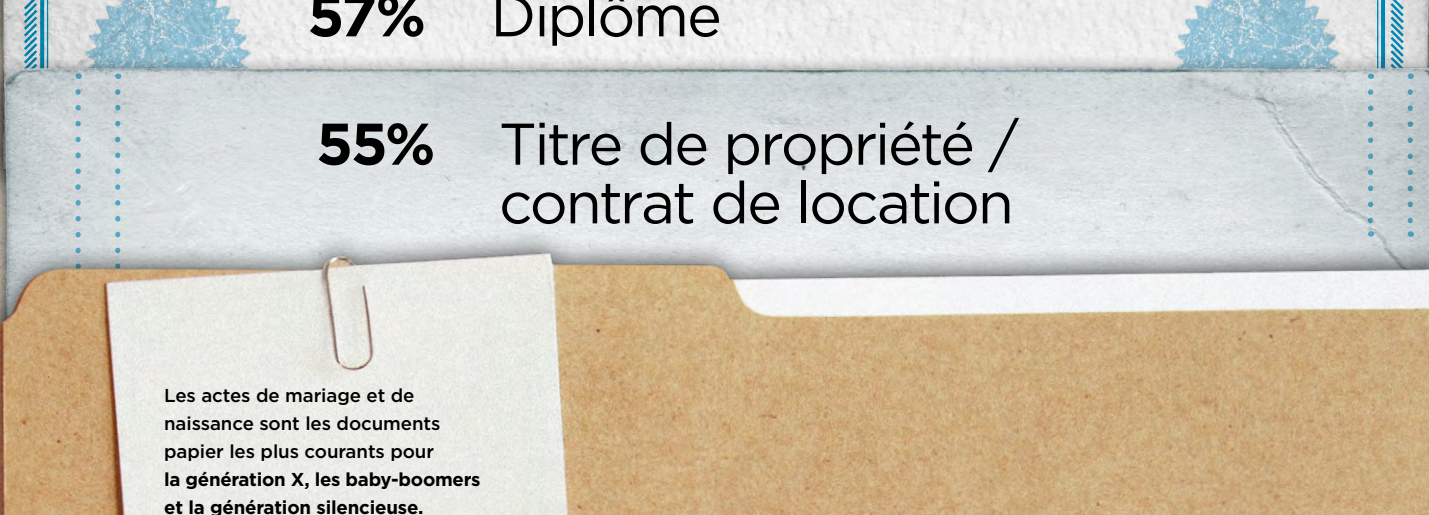 57% Diplôme
55% Titre de propriété /
contrat de location
Les actes de mariage et de
naissance sont les documents
papier les plus courants pour
la génération X, les baby-boomers
et la génération silencieuse.